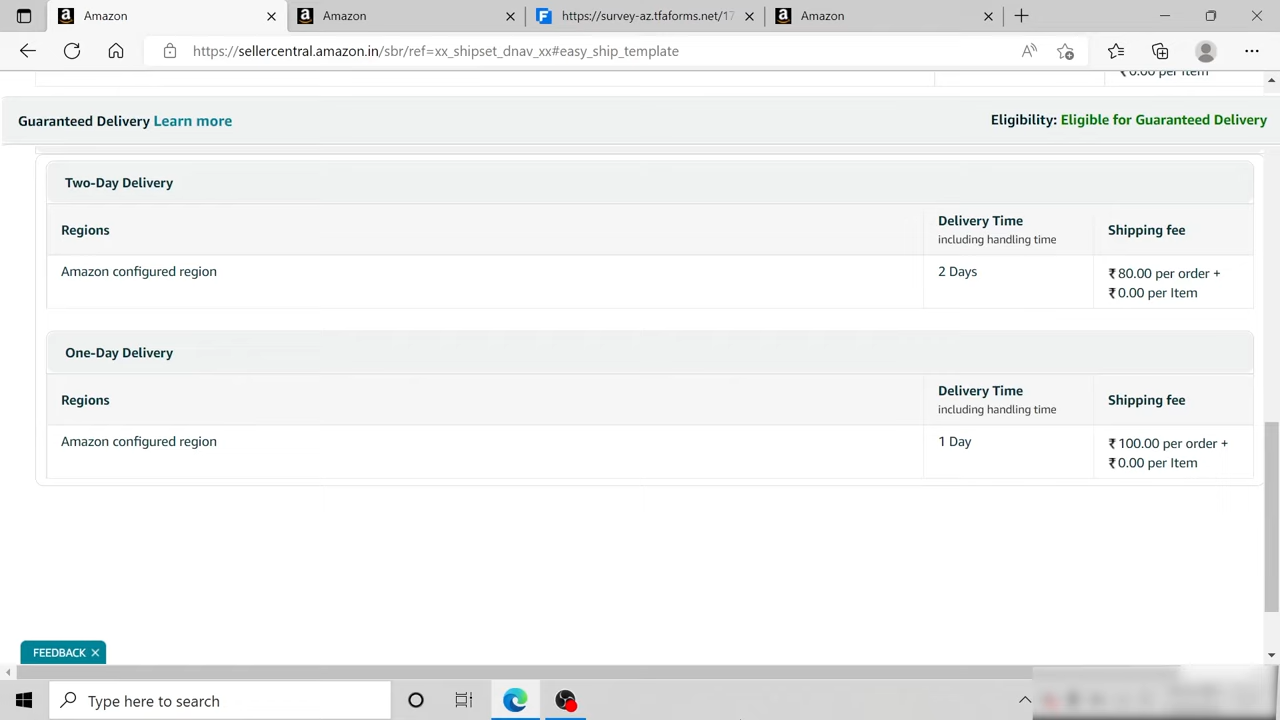 Amazon
Amazon
https://survey-az.tfaforms.net/17
Amazon
https://sellercentral.amazon.in/sbr/ref=xx_shipset_dnav_xx#easy_ship_template
₹0.00 per Item
Guaranteed Delivery Learn more
Eligibility: Eligible for Guaranteed Delivery
Two-Day Delivery
Regions
Delivery Time
including handling time
Shipping fee
Amazon configured region
2 Days
₹80.00 per order +
₹0.00 per Item
One-Day Delivery
Regions
Delivery Time
including handling time
Shipping fee
Amazon configured region
1 Day
₹100.00 per order +
₹0.00 per Item
FEEDBACK
Type here to search